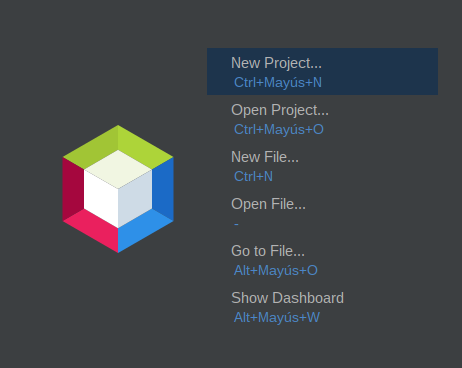 New Project...
Ctrl+Mayús+N
Open Project...
Ctrl+Mayús+O
New File...
Ctrl+N
Open File...
-
Go to File...
Alt+Mayús+O
Show Dashboard
Alt+Mayús+W